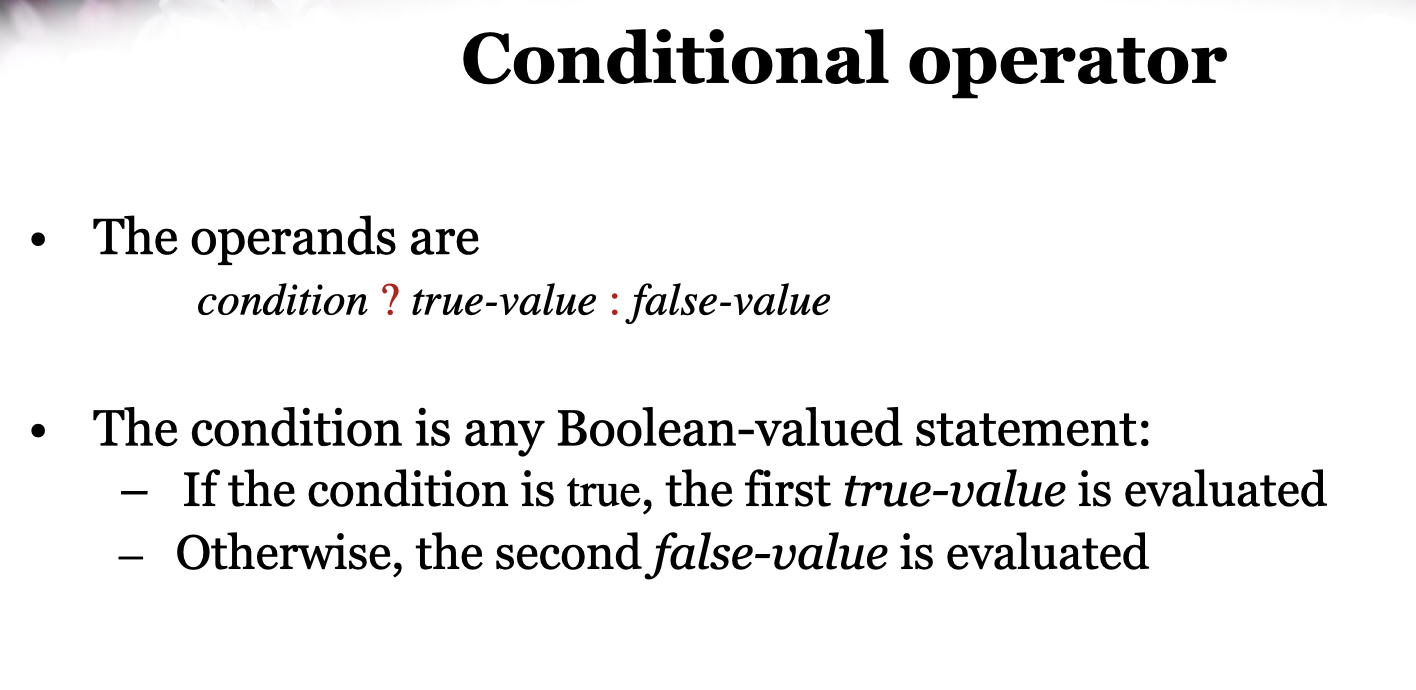 Conditional operator
• The operands are
condition ? true-value : false-value
• The condition is any Boolean-valued statement:
– If the condition is true, the first true-value is evaluated
– Otherwise, the second false-value is evaluated